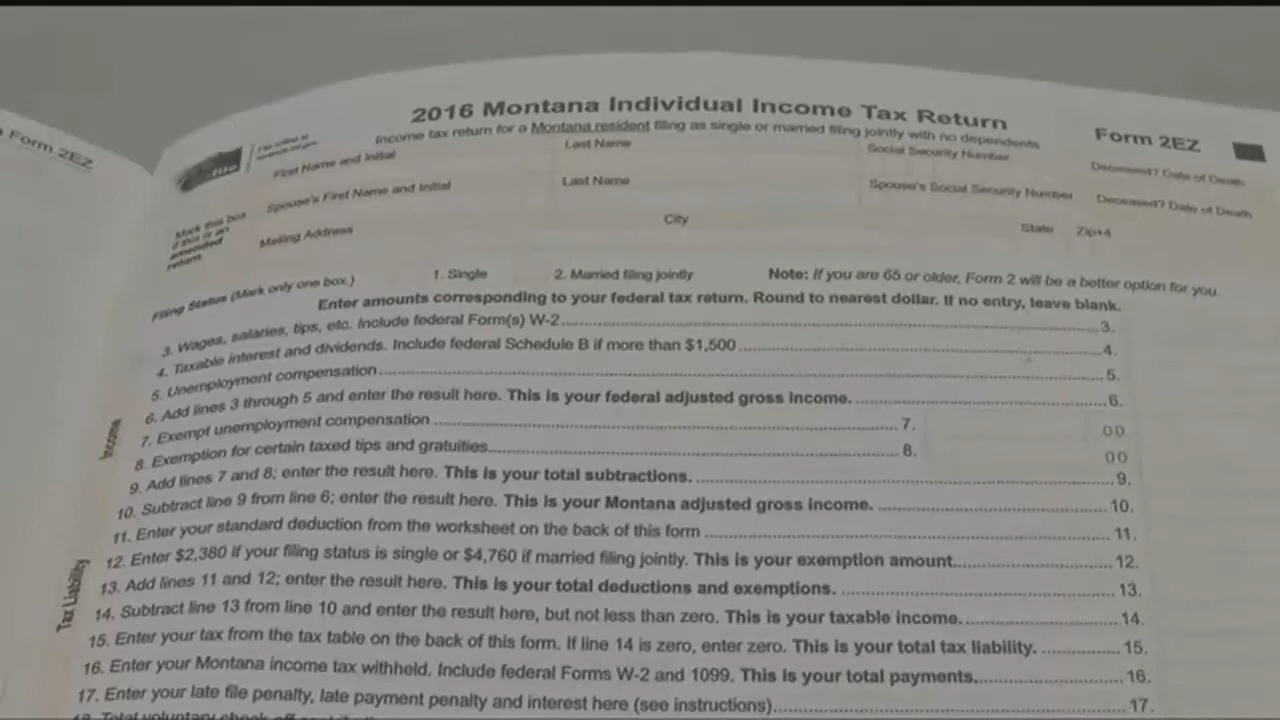 Form 2EZ
2016 Montana Individual Income Tax Return
Income tax return for a Montana resident filing as single or married filing jointly with no dependents
Form 2EZ
File online at
First Name and Initial Last Name Social Security Number Deceased? Date of Death
Spouse's First Name and Initial Last Name Spouse's Social Security Number Deceased? Date of Death
Mark this box
if this is an
amended
return.
Mailing Address City State Zip+4
Filing Status (Mark only one box.) 1. Single 2. Married filing jointly Note: If you are 65 or older, Form 2 will be a better option for you.
Enter amounts corresponding to your federal tax return. Round to nearest dollar. If no entry, leave blank.
Income
3. Wages, salaries, tips, etc. Include federal Form(s) W-2 3.
4. Taxable interest and dividends. Include federal Schedule B if more than $1,500 4.
5. Unemployment compensation 5.
6. Add lines 3 through 5 and enter the result here. This is your federal adjusted gross income. 6.
7. Exempt unemployment compensation 7. 00
8. Exemption for certain taxed tips and gratuities 8. 00
9. Add lines 7 and 8; enter the result here. This is your total subtractions. 9.
10. Subtract line 9 from line 6; enter the result here. This is your Montana adjusted gross income. 10.
Tax Liability
11. Enter your standard deduction from the worksheet on the back of this form 11.
12. Enter $2,380 if your filing status is single or $4,760 if married filing jointly. This is your exemption amount. 12.
13. Add lines 11 and 12; enter the result here. This is your total deductions and exemptions. 13.
14. Subtract line 13 from line 10 and enter the result here, but not less than zero. This is your taxable income. 14.
15. Enter your tax from the tax table on the back of this form. If line 14 is zero, enter zero. This is your total tax liability. 15.
16. Enter your Montana income tax withheld. Include federal Forms W-2 and 1099. This is your total payments. 16.
17. Enter your late file penalty, late payment penalty and interest here (see instructions) 17.
18. Total voluntary check-off